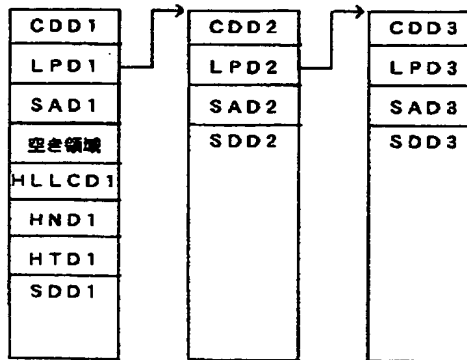 CDD1
LPD1
SAD1
空き領域
HLLCD1
HND1
HTD1
SDD1
CDD2
LPD2
SAD2
SDD2
CDD3
LPD3
SAD3
SDD3